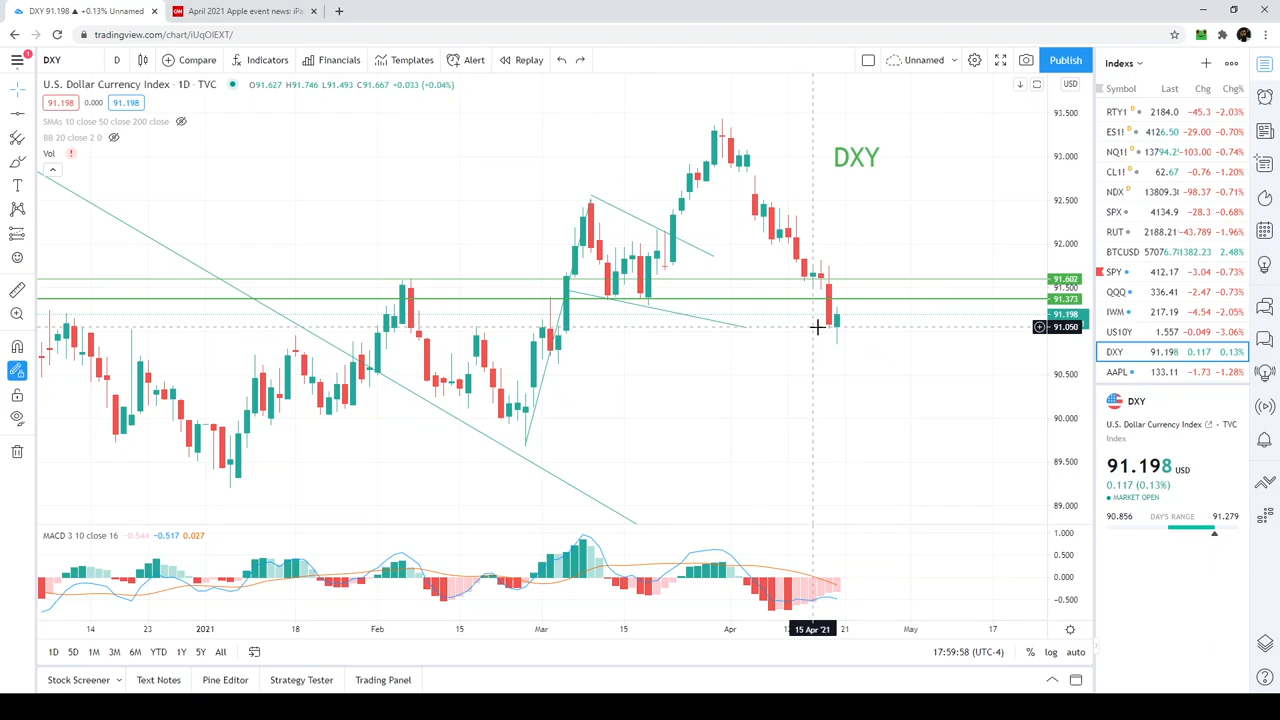 DXY 91.198 ▲ +0.13% Unnamed
April 2021 Apple event news: iPa
tradingview.com/chart/iUqOIEXT/
DXY D Compare Indicators Financials Templates Alert Replay Unnamed Publish
U.S. Dollar Currency Index · 1D · TVC O91.627 H91.746 L91.493 C91.667 +0.033 (+0.04%)
91.198 0.000 91.198
SMAs 10 close 50 close 200 close
BB 20 close 2 0
Vol
DXY
USD
93.500
93.000
92.500
92.000
91.602
91.500
91.373
91.198
91.050
90.500
90.000
89.500
89.000
MACD 3 10 close 16 -0.544 -0.517 0.027
1.000
0.500
0.000
-0.500
14 23 2021 18 Feb 15 Mar 15 Apr 15 Apr '21 21 May 17
1D 5D 1M 3M 6M YTD 1Y 5Y All 17:59:58 (UTC-4) % log auto
Stock Screener Text Notes Pine Editor Strategy Tester Trading Panel
Indexs
Symbol Last Chg Chg%
RTY1 D 2184.0 -45.3 -2.03%
ES1! D 4126.50 -29.00 -0.70%
NQ1! D 13794.2 -103.00 -0.74%
CL1! D 62.67 -0.76 -1.20%
NDX D 13809.3 -98.37 -0.71%
SPX 4134.9 -28.3 -0.68%
RUT 2188.21 -43.789 -1.96%
BTCUSD 5706.7 1382.23 2.48%
SPY 412.17 -3.04 -0.73%
QQQ 336.41 -2.47 -0.73%
IWM 217.19 -4.54 -2.05%
US10Y 1.557 -0.049 -3.06%
DXY 91.198 0.117 0.13%
AAPL 133.11 -1.73 -1.28%
DXY
U.S. Dollar Currency Index · TVC
Index
91.198 USD
0.117 (0.13%)
MARKET OPEN
90.856 DAY'S RANGE 91.279